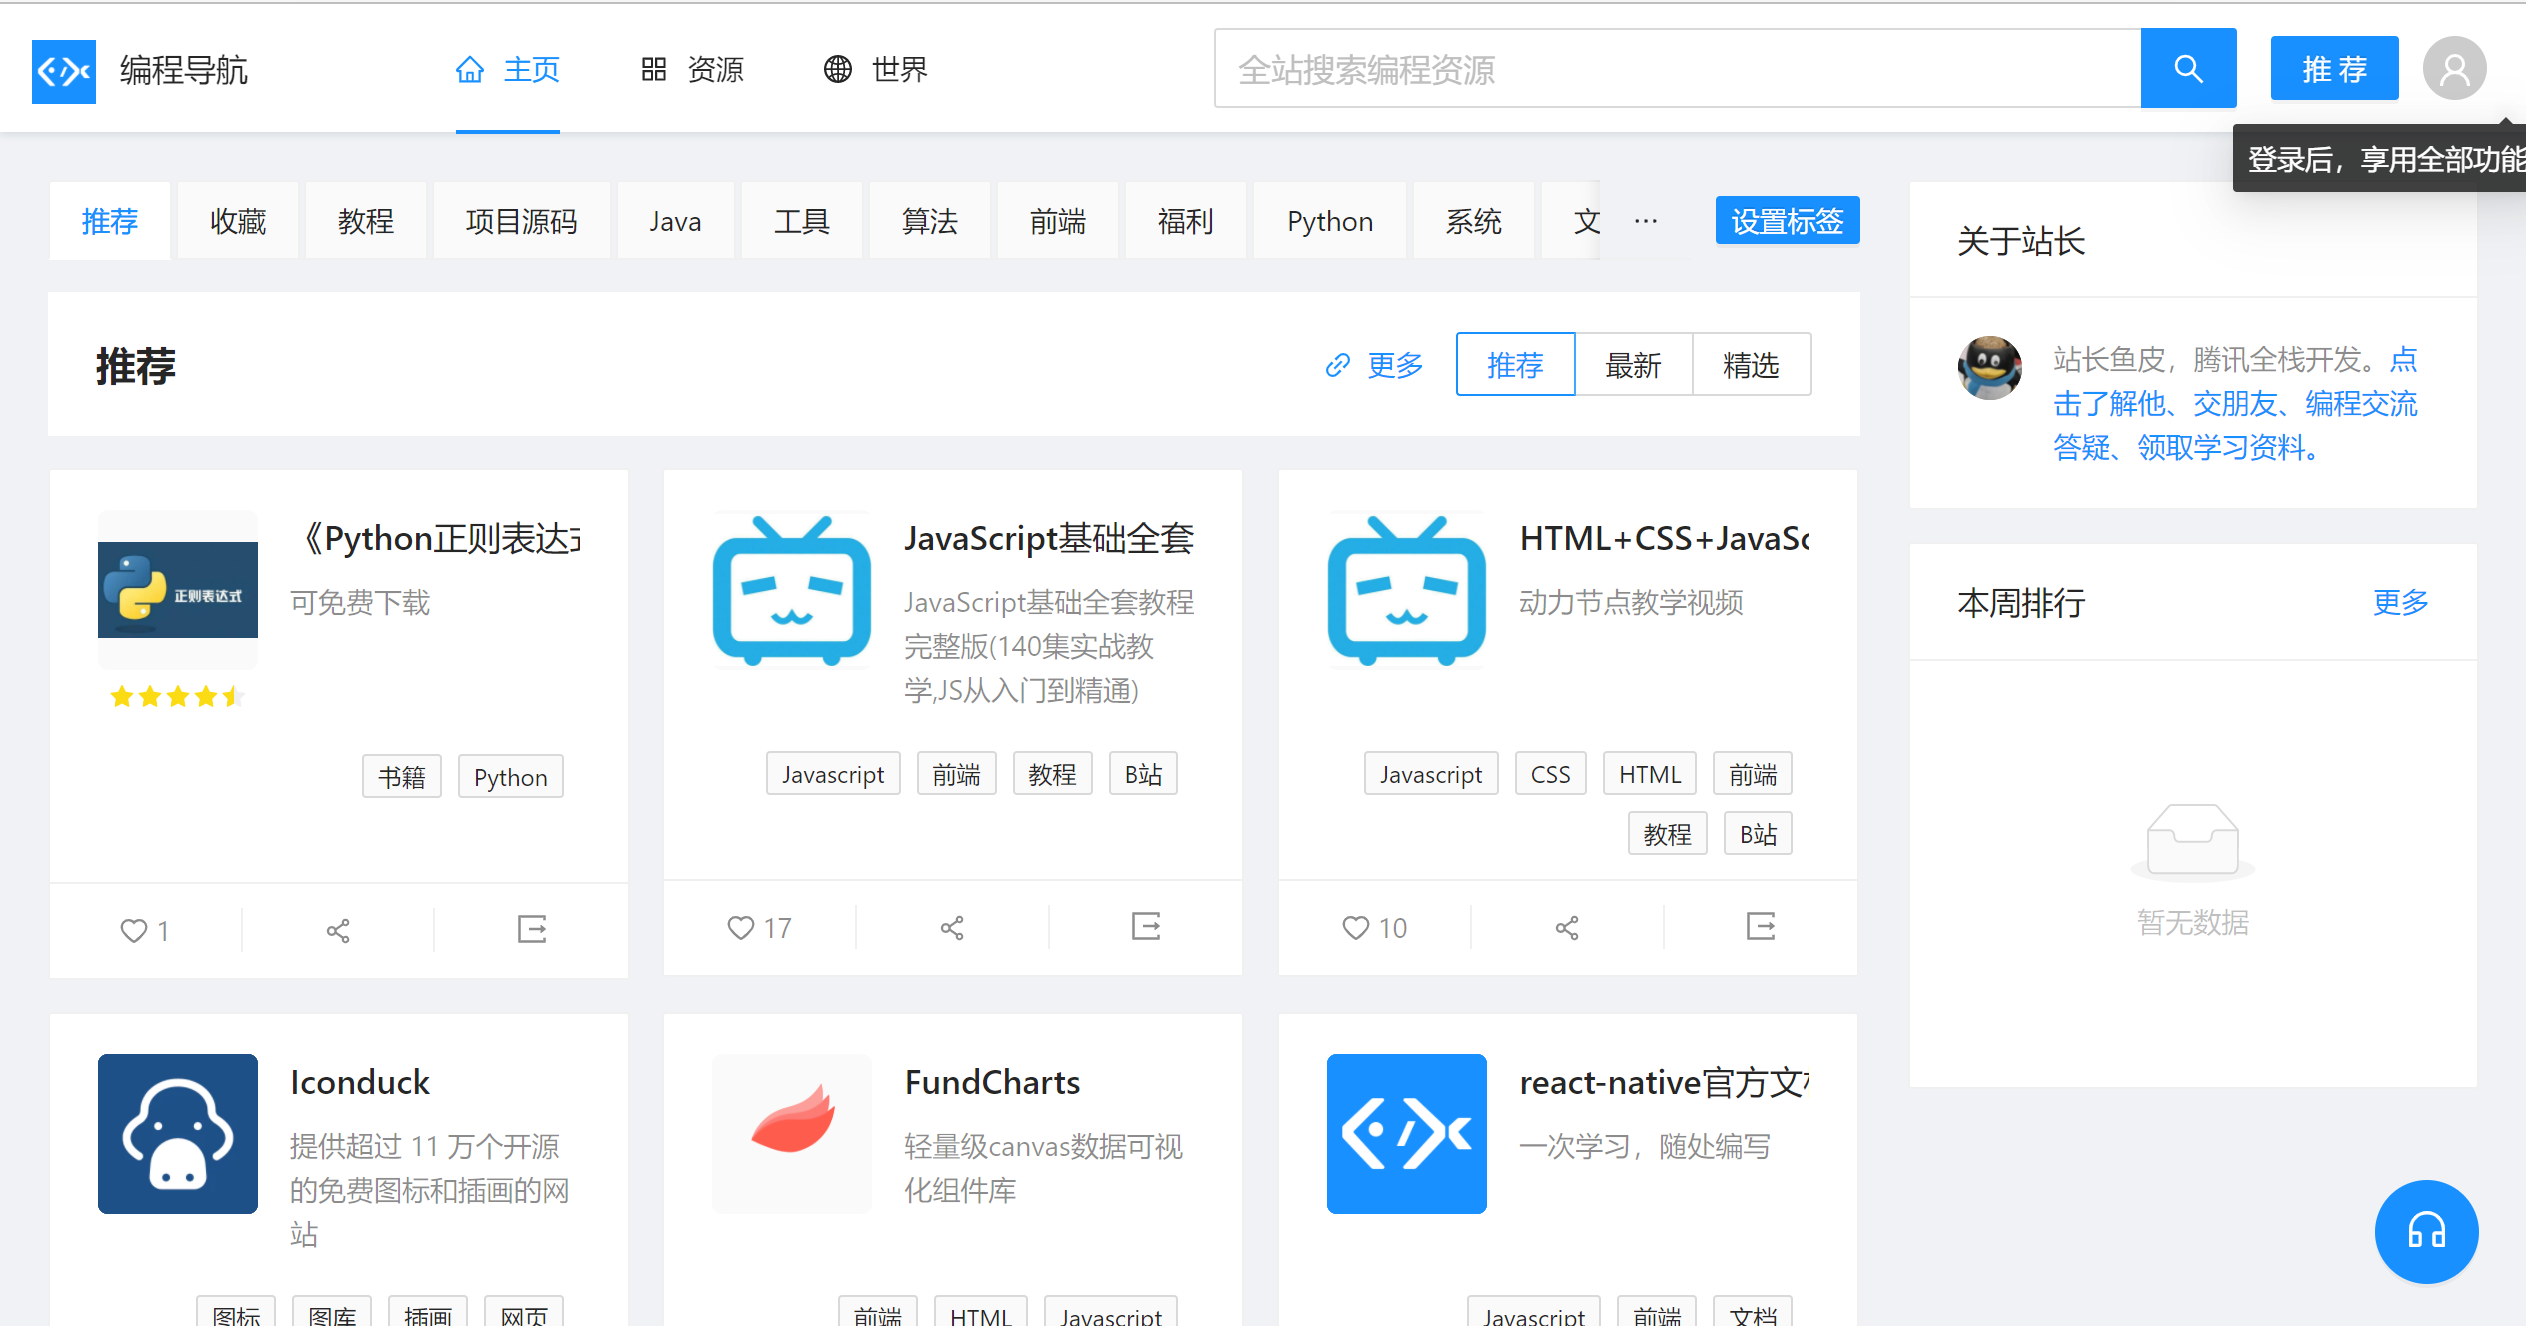 编程导航
主页
资源
世界
全站搜索编程资源
推 荐
登录后，享用全部功能
推荐
收藏
教程
项目源码
Java
工具
算法
前端
福利
Python
系统
文
···
设置标签
推荐
更多
推荐
最新
精选
《Python正则表达式
正则表达式
可免费下载
书籍
Python
1
JavaScript基础全套
JavaScript基础全套教程
完整版(140集实战教
学,JS从入门到精通)
Javascript
前端
教程
B站
17
HTML+CSS+JavaSc
动力节点教学视频
Javascript
CSS
HTML
前端
教程
B站
10
Iconduck
提供超过 11 万个开源
的免费图标和插画的网
站
图标
图库
插画
网页
FundCharts
轻量级canvas数据可视
化组件库
前端
HTML
Javascript
react-native官方文档
一次学习，随处编写
Javascript
前端
文档
关于站长
站长鱼皮，腾讯全栈开发。点
击了解他、交朋友、编程交流
答疑、领取学习资料。
本周排行
更多
暂无数据